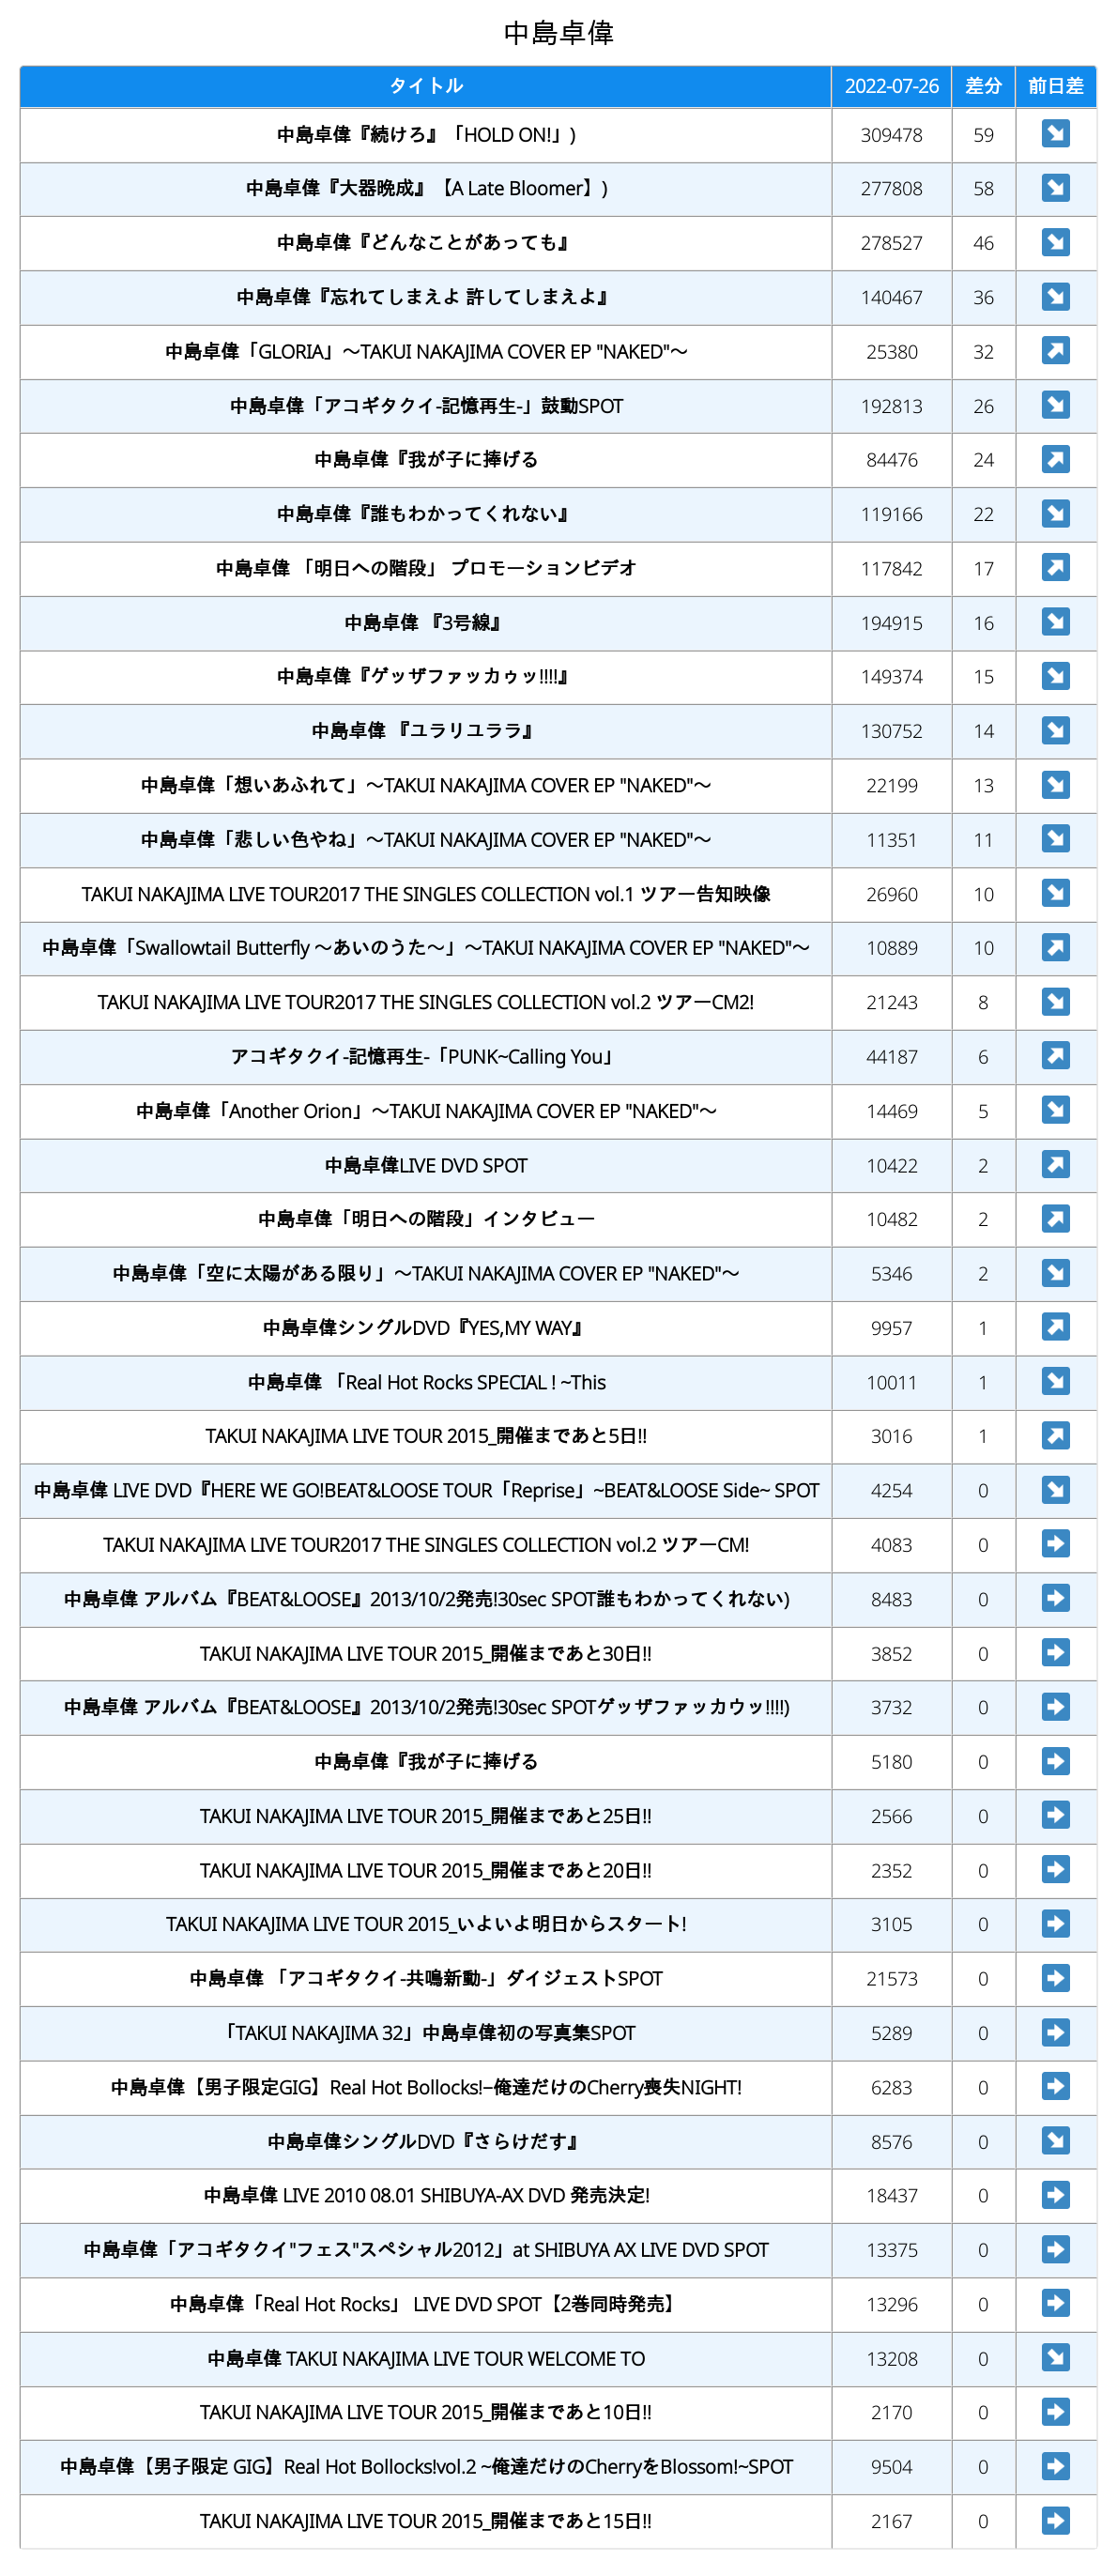 中島卓偉
タイトル 2022-07-26 差分 前日差
中島卓偉『続けろ』「HOLD ON!」) 309478 59 ↘
中島卓偉『大器晩成』【A Late Bloomer】) 277808 58 ↘
中島卓偉『どんなことがあっても』 278527 46 ↘
中島卓偉『忘れてしまえよ 許してしまえよ』 140467 36 ↘
中島卓偉「GLORIA」～TAKUI NAKAJIMA COVER EP "NAKED"～ 25380 32 ↗
中島卓偉「アコギタクイ-記憶再生-」鼓動SPOT 192813 26 ↘
中島卓偉『我が子に捧げる 84476 24 ↗
中島卓偉『誰もわかってくれない』 119166 22 ↘
中島卓偉 「明日への階段」 プロモーションビデオ 117842 17 ↗
中島卓偉 『3号線』 194915 16 ↘
中島卓偉『ゲッザファッカゥッ!!!!』 149374 15 ↘
中島卓偉 『ユラリユララ』 130752 14 ↘
中島卓偉「想いあふれて」～TAKUI NAKAJIMA COVER EP "NAKED"～ 22199 13 ↘
中島卓偉「悲しい色やね」～TAKUI NAKAJIMA COVER EP "NAKED"～ 11351 11 ↘
TAKUI NAKAJIMA LIVE TOUR2017 THE SINGLES COLLECTION vol.1 ツアー告知映像 26960 10 ↘
中島卓偉「Swallowtail Butterfly ～あいのうた～」～TAKUI NAKAJIMA COVER EP "NAKED"～ 10889 10 ↗
TAKUI NAKAJIMA LIVE TOUR2017 THE SINGLES COLLECTION vol.2 ツアーCM2! 21243 8 ↘
アコギタクイ-記憶再生-「PUNK~Calling You」 44187 6 ↗
中島卓偉「Another Orion」～TAKUI NAKAJIMA COVER EP "NAKED"～ 14469 5 ↘
中島卓偉LIVE DVD SPOT 10422 2 ↗
中島卓偉「明日への階段」インタビュー 10482 2 ↗
中島卓偉「空に太陽がある限り」～TAKUI NAKAJIMA COVER EP "NAKED"～ 5346 2 ↘
中島卓偉シングルDVD『YES,MY WAY』 9957 1 ↗
中島卓偉 「Real Hot Rocks SPECIAL ! ~This 10011 1 ↘
TAKUI NAKAJIMA LIVE TOUR 2015_開催まであと5日!! 3016 1 ↗
中島卓偉 LIVE DVD『HERE WE GO!BEAT&LOOSE TOUR「Reprise」~BEAT&LOOSE Side~ SPOT 4254 0 ↘
TAKUI NAKAJIMA LIVE TOUR2017 THE SINGLES COLLECTION vol.2 ツアーCM! 4083 0 ➡
中島卓偉 アルバム『BEAT&LOOSE』2013/10/2発売!30sec SPOT誰もわかってくれない) 8483 0 ➡
TAKUI NAKAJIMA LIVE TOUR 2015_開催まであと30日!! 3852 0 ➡
中島卓偉 アルバム『BEAT&LOOSE』2013/10/2発売!30sec SPOTゲッザファッカウッ!!!!) 3732 0 ➡
中島卓偉『我が子に捧げる 5180 0 ➡
TAKUI NAKAJIMA LIVE TOUR 2015_開催まであと25日!! 2566 0 ➡
TAKUI NAKAJIMA LIVE TOUR 2015_開催まであと20日!! 2352 0 ➡
TAKUI NAKAJIMA LIVE TOUR 2015_いよいよ明日からスタート! 3105 0 ➡
中島卓偉 「アコギタクイ-共鳴新動-」ダイジェストSPOT 21573 0 ➡
「TAKUI NAKAJIMA 32」中島卓偉初の写真集SPOT 5289 0 ➡
中島卓偉【男子限定GIG】Real Hot Bollocks!−俺達だけのCherry喪失NIGHT! 6283 0 ➡
中島卓偉シングルDVD『さらけだす』 8576 0 ↘
中島卓偉 LIVE 2010 08.01 SHIBUYA-AX DVD 発売決定! 18437 0 ➡
中島卓偉「アコギタクイ"フェス"スペシャル2012」at SHIBUYA AX LIVE DVD SPOT 13375 0 ➡
中島卓偉「Real Hot Rocks」 LIVE DVD SPOT【2巻同時発売】 13296 0 ➡
中島卓偉 TAKUI NAKAJIMA LIVE TOUR WELCOME TO 13208 0 ↘
TAKUI NAKAJIMA LIVE TOUR 2015_開催まであと10日!! 2170 0 ➡
中島卓偉【男子限定 GIG】Real Hot Bollocks!vol.2 ~俺達だけのCherryをBlossom!~SPOT 9504 0 ➡
TAKUI NAKAJIMA LIVE TOUR 2015_開催まであと15日!! 2167 0 ➡